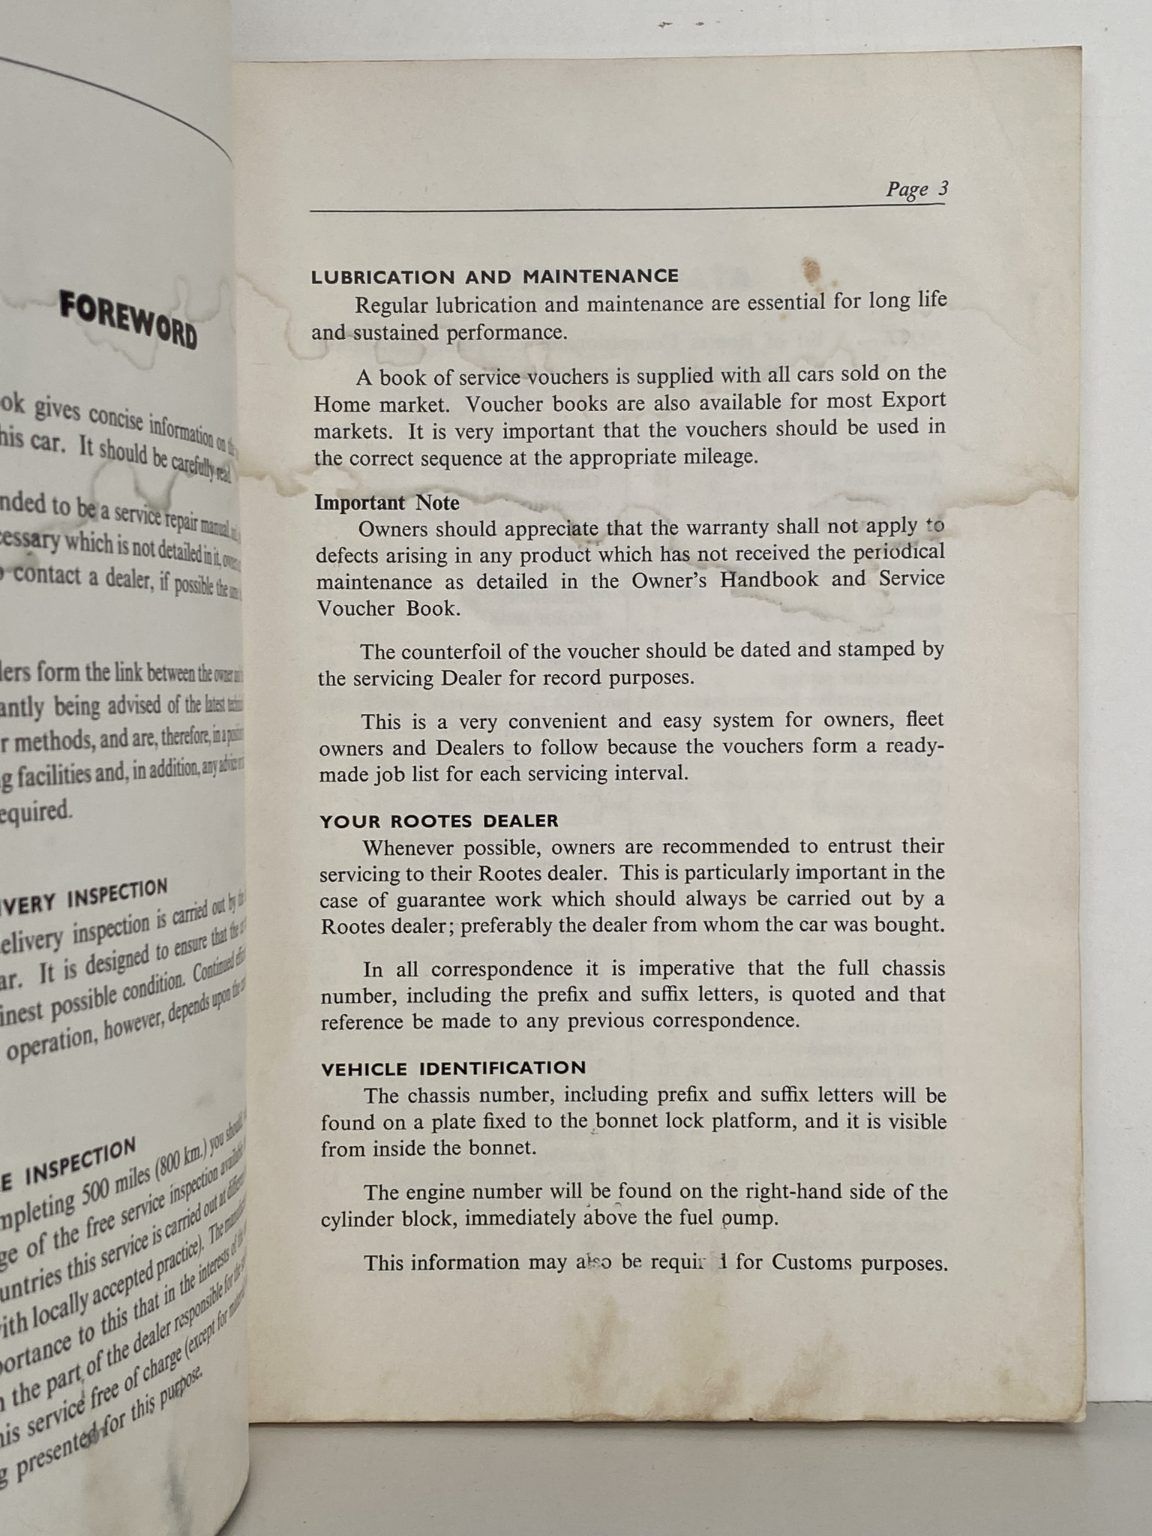 FOREWORD
ok gives concise information on
his car. It should be carefully read
nded to be a service repair manual
cessary which is not detailed in it,
o contact a dealer, if possible the
lers form the link between the owner
antly being advised of the latest
r methods, and are, therefore, in a
g facilities and, in addition, any advice
equired.
IVERY INSPECTION
elivery inspection is carried out by
ar. It is designed to ensure that the
inest possible condition. Continued
operation, however, depends upon the
E INSPECTION
mpleting 500 miles (800 km.) you should
ge of the free service inspection available
untries this service is carried out at different
ith locally accepted practice). The
portance to this that in the interests of
n the part of the dealer responsible for the
his service free of charge (except for
g presented for this purpose.
Page 3
LUBRICATION AND MAINTENANCE
Regular lubrication and maintenance are essential for long life
and sustained performance.
A book of service vouchers is supplied with all cars sold on the
Home market. Voucher books are also available for most Export
markets. It is very important that the vouchers should be used in
the correct sequence at the appropriate mileage.
Important Note
Owners should appreciate that the warranty shall not apply to
defects arising in any product which has not received the periodical
maintenance as detailed in the Owner's Handbook and Service
Voucher Book.
The counterfoil of the voucher should be dated and stamped by
the servicing Dealer for record purposes.
This is a very convenient and easy system for owners, fleet
owners and Dealers to follow because the vouchers form a ready-
made job list for each servicing interval.
YOUR ROOTES DEALER
Whenever possible, owners are recommended to entrust their
servicing to their Rootes dealer. This is particularly important in the
case of guarantee work which should always be carried out by a
Rootes dealer; preferably the dealer from whom the car was bought.
In all correspondence it is imperative that the full chassis
number, including the prefix and suffix letters, is quoted and that
reference be made to any previous correspondence.
VEHICLE IDENTIFICATION
The chassis number, including prefix and suffix letters will be
found on a plate fixed to the bonnet lock platform, and it is visible
from inside the bonnet.
The engine number will be found on the right-hand side of the
cylinder block, immediately above the fuel pump.
This information may also be required for Customs purposes.